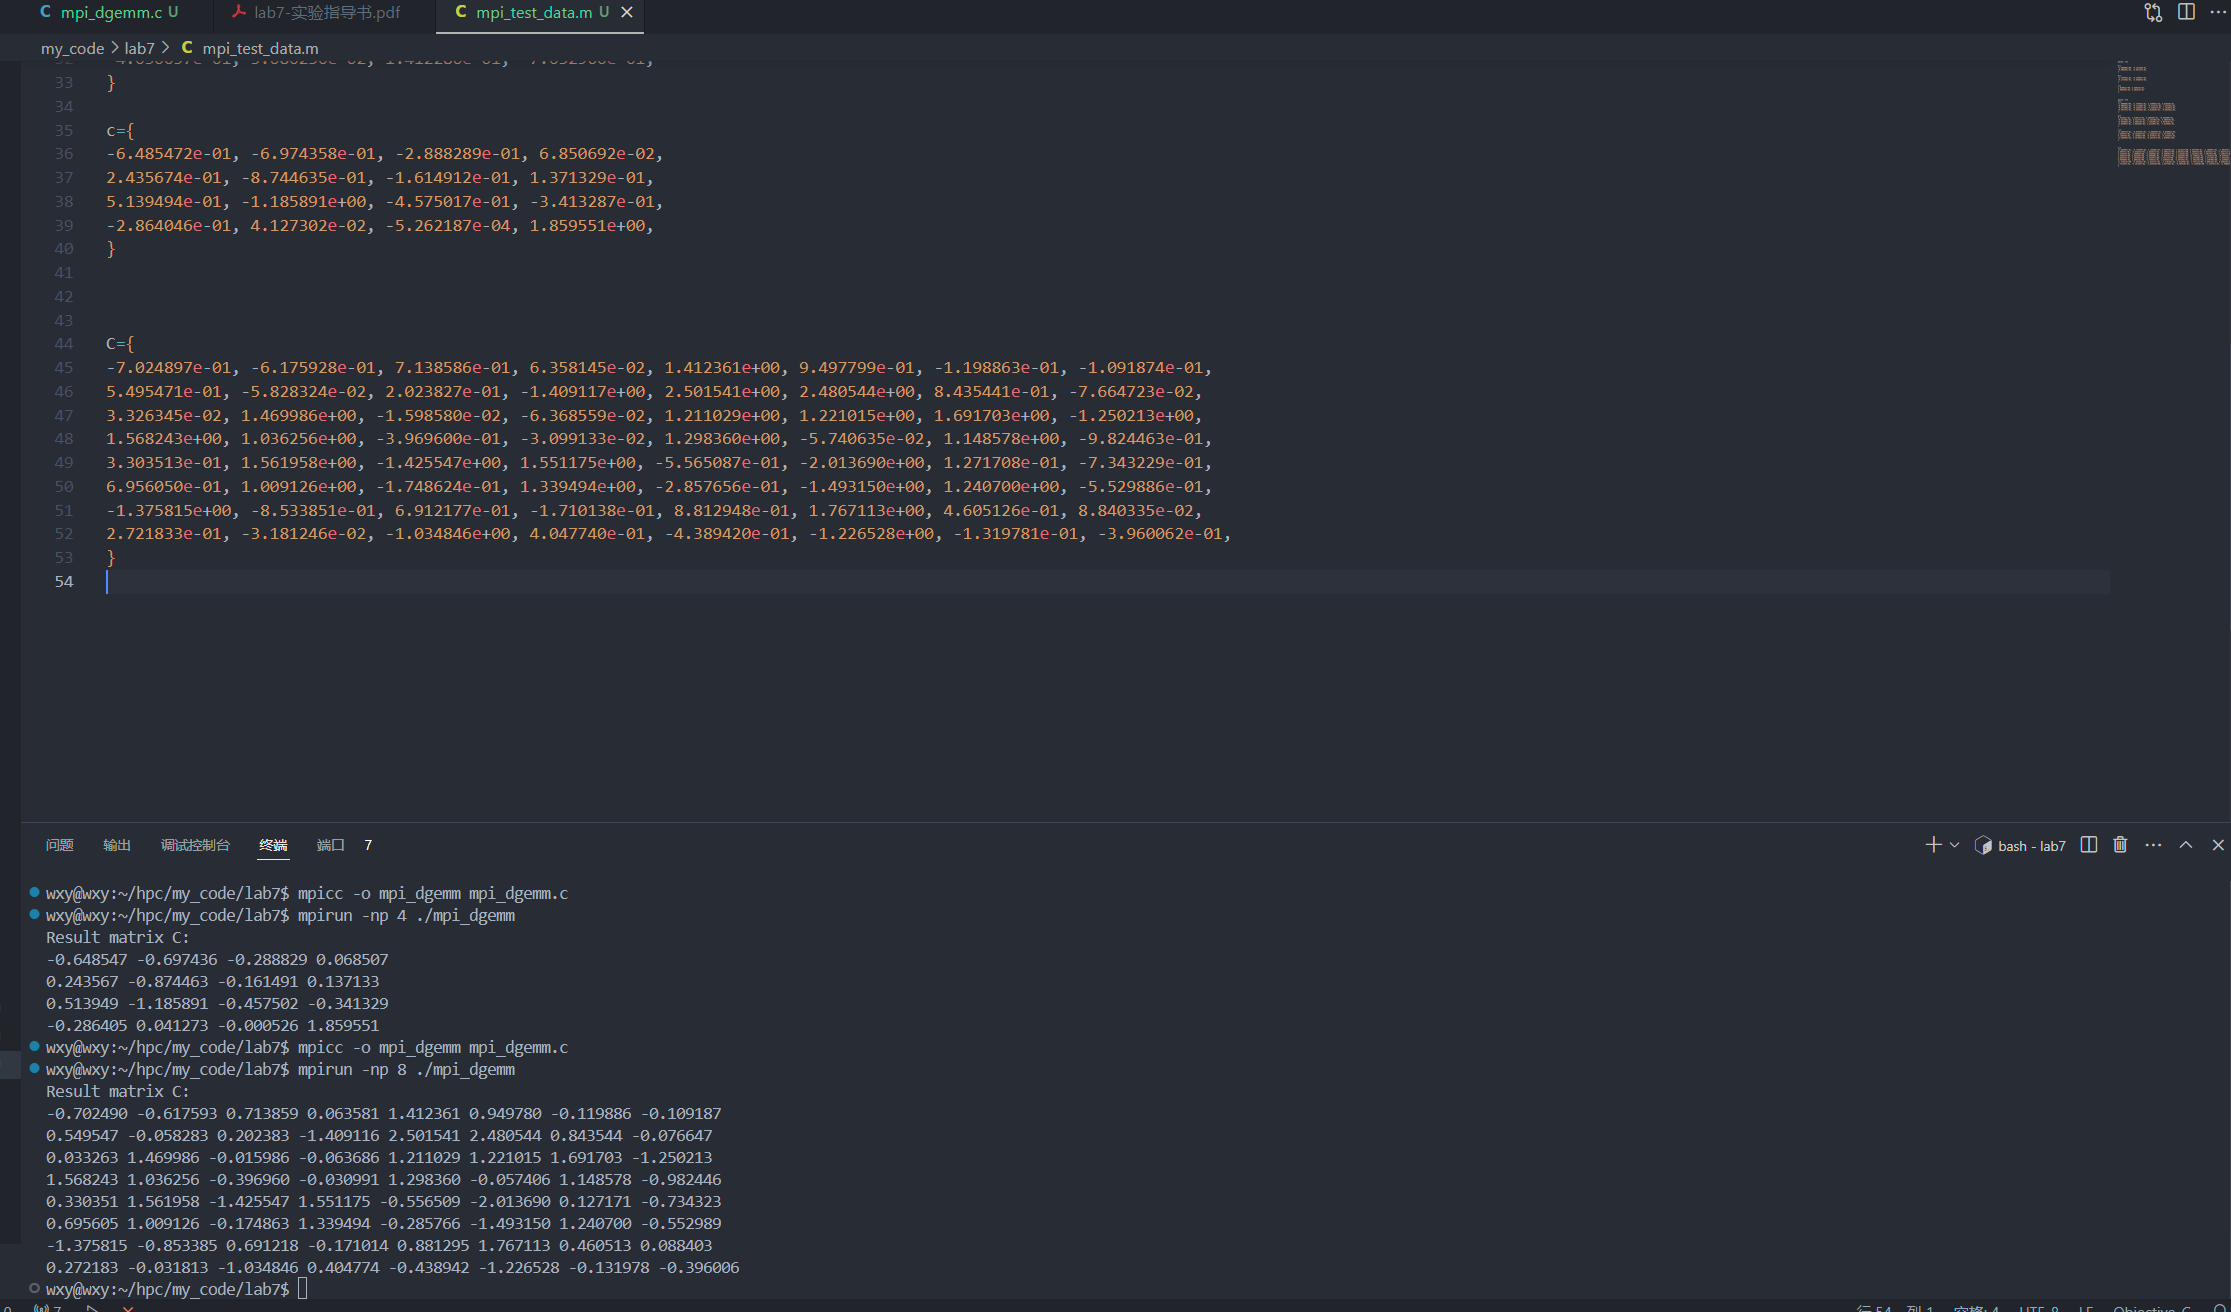 mpi_dgemm.c U
lab7-实验指导书.pdf
mpi_test_data.m U
my_code > lab7 > C mpi_test_data.m
33 }
34
35 c={
36 -6.485472e-01, -6.974358e-01, -2.888289e-01, 6.850692e-02,
37 2.435674e-01, -8.744635e-01, -1.614912e-01, 1.371329e-01,
38 5.139494e-01, -1.185891e+00, -4.575017e-01, -3.413287e-01,
39 -2.864046e-01, 4.127302e-02, -5.262187e-04, 1.859551e+00,
40 }
41
42
43
44 C={
45 -7.024897e-01, -6.175928e-01, 7.138586e-01, 6.358145e-02, 1.412361e+00, 9.497799e-01, -1.198863e-01, -1.091874e-01,
46 5.495471e-01, -5.828324e-02, 2.023827e-01, -1.409117e+00, 2.501541e+00, 2.480544e+00, 8.435441e-01, -7.664723e-02,
47 3.326345e-02, 1.469986e+00, -1.598580e-02, -6.368559e-02, 1.211029e+00, 1.221015e+00, 1.691703e+00, -1.250213e+00,
48 1.568243e+00, 1.036256e+00, -3.969600e-01, -3.099133e-02, 1.298360e+00, -5.740635e-02, 1.148578e+00, -9.824463e-01,
49 3.303513e-01, 1.561958e+00, -1.425547e+00, 1.551175e+00, -5.565087e-01, -2.013690e+00, 1.271708e-01, -7.343229e-01,
50 6.956050e-01, 1.009126e+00, -1.748624e-01, 1.339494e+00, -2.857656e-01, -1.493150e+00, 1.240700e+00, -5.529886e-01,
51 -1.375815e+00, -8.533851e-01, 6.912177e-01, -1.710138e-01, 8.812948e-01, 1.767113e+00, 4.605126e-01, 8.840335e-02,
52 2.721833e-01, -3.181246e-02, -1.034846e+00, 4.047740e-01, -4.389420e-01, -1.226528e+00, -1.319781e-01, -3.960062e-01,
53 }
54
问题 输出 调试控制台 终端 端口 7
bash - lab7
wxy@wxy:~/hpc/my_code/lab7$ mpicc -o mpi_dgemm mpi_dgemm.c
wxy@wxy:~/hpc/my_code/lab7$ mpirun -np 4 ./mpi_dgemm
Result matrix C:
-0.648547 -0.697436 -0.288829 0.068507
0.243567 -0.874463 -0.161491 0.137133
0.513949 -1.185891 -0.457502 -0.341329
-0.286405 0.041273 -0.000526 1.859551
wxy@wxy:~/hpc/my_code/lab7$ mpicc -o mpi_dgemm mpi_dgemm.c
wxy@wxy:~/hpc/my_code/lab7$ mpirun -np 8 ./mpi_dgemm
Result matrix C:
-0.702490 -0.617593 0.713859 0.063581 1.412361 0.949780 -0.119886 -0.109187
0.549547 -0.058283 0.202383 -1.409116 2.501541 2.480544 0.843544 -0.076647
0.033263 1.469986 -0.015986 -0.063686 1.211029 1.221015 1.691703 -1.250213
1.568243 1.036256 -0.396960 -0.030991 1.298360 -0.057406 1.148578 -0.982446
0.330351 1.561958 -1.425547 1.551175 -0.556509 -2.013690 0.127171 -0.734323
0.695605 1.009126 -0.174863 1.339494 -0.285766 -1.493150 1.240700 -0.552989
-1.375815 -0.853385 0.691218 -0.171014 0.881295 1.767113 0.460513 0.088403
0.272183 -0.031813 -1.034846 0.404774 -0.438942 -1.226528 -0.131978 -0.396006
wxy@wxy:~/hpc/my_code/lab7$